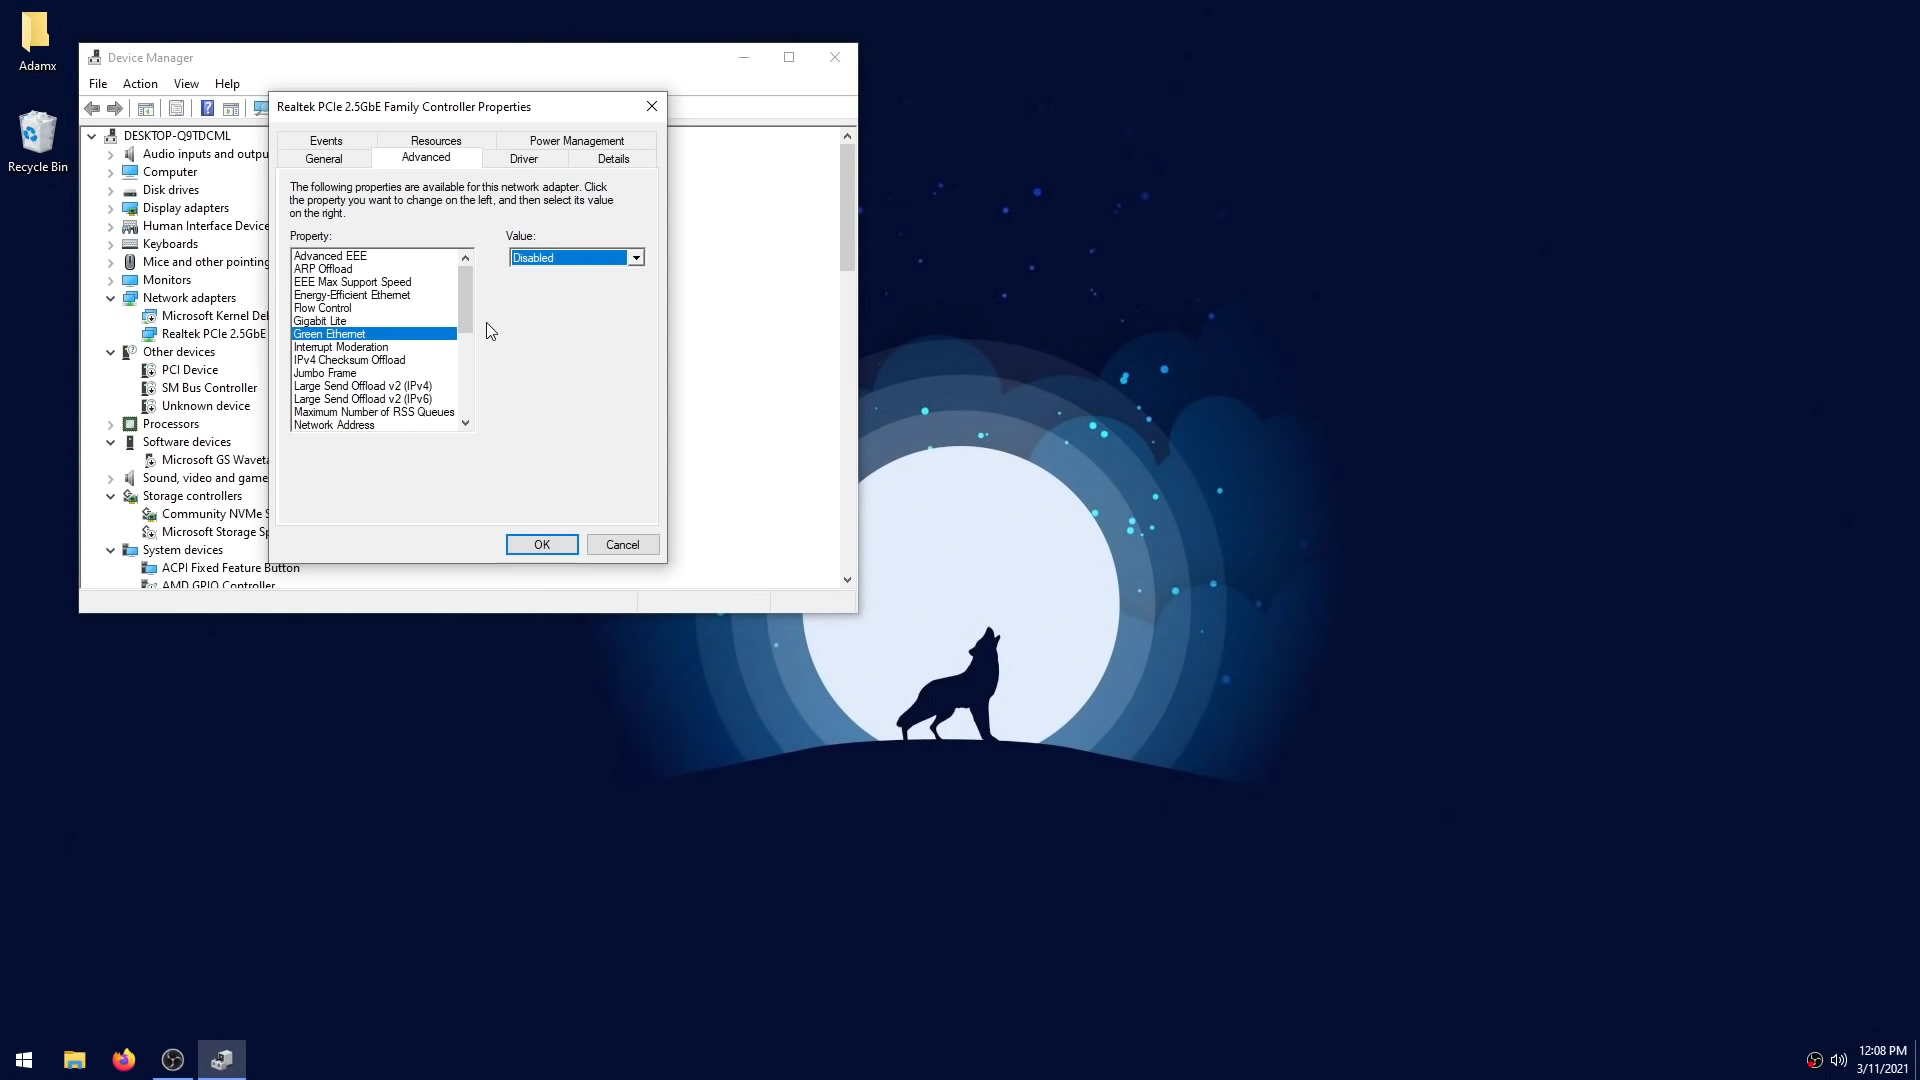 Adamx
Recycle Bin
Device Manager
File Action View Help
DESKTOP-Q9TDCML
Audio inputs and outpu
Computer
Disk drives
Display adapters
Human Interface Device
Keyboards
Mice and other pointing
Monitors
Network adapters
Microsoft Kernel Deb
Realtek PCIe 2.5GbE
Other devices
PCI Device
SM Bus Controller
Unknown device
Processors
Software devices
Microsoft GS Waveta
Sound, video and game
Storage controllers
Community NVMe S
Microsoft Storage Sp
System devices
ACPI Fixed Feature Button
AMD GPIO Controller
Realtek PCIe 2.5GbE Family Controller Properties
Events Resources Power Management
General Advanced Driver Details
The following properties are available for this network adapter. Click
the property you want to change on the left, and then select its value
on the right.
Property: Value:
Advanced EEE
ARP Offload
EEE Max Support Speed
Energy-Efficient Ethernet
Flow Control
Gigabit Lite
Green Ethernet
Interrupt Moderation
IPv4 Checksum Offload
Jumbo Frame
Large Send Offload v2 (IPv4)
Large Send Offload v2 (IPv6)
Maximum Number of RSS Queues
Network Address
Disabled
OK Cancel
12:08 PM
3/11/2021